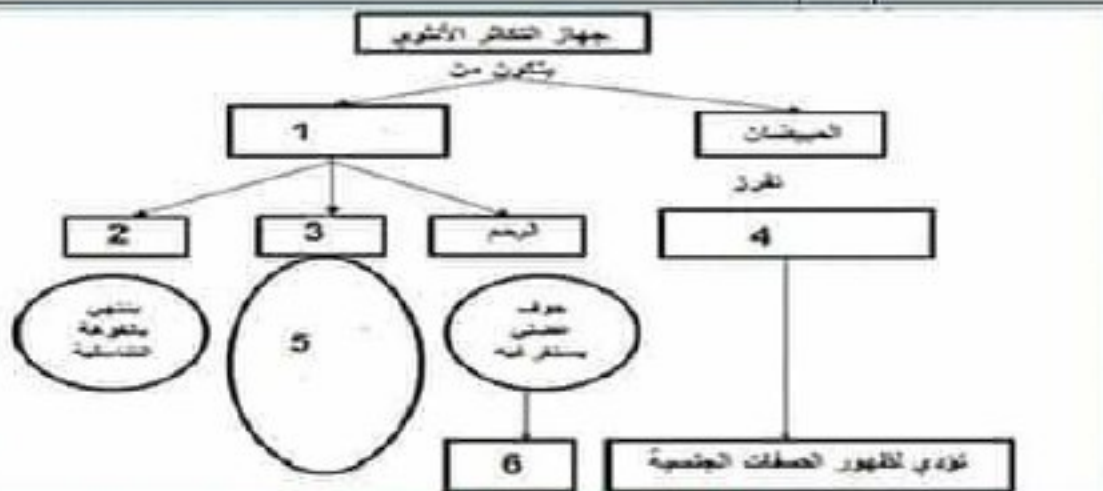 جهاز التكاثر الأنثوي
يتكون من
1
المبيضان
تفرز
2
3
الرحم
4
ينتهي
بالفوهة
التناسلية
5
جوف
عضلي
يستقر فيه
6
تؤدي لظهور الصفات الجنسية